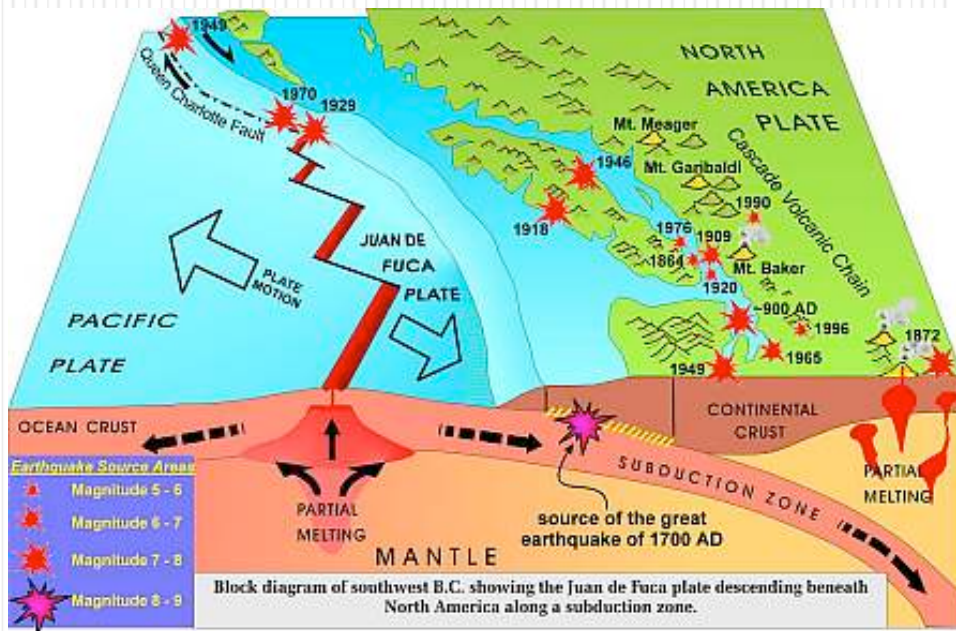 1949
Queen Charlotte Fault
1970
1929
NORTH
AMERICA
PLATE
Mt. Meager
Cascade Volcanic Chain
1946
Mt. Garibaldi
1990
1918
1976
1909
1864
Mt. Baker
1920
~900 AD
1996
1965
1949
1872
JUAN DE
FUCA
PLATE
PLATE
MOTION
PACIFIC
PLATE
OCEAN CRUST
CONTINENTAL
CRUST
SUBDUCTION ZONE
PARTIAL
MELTING
PARTIAL
MELTING
source of the great
earthquake of 1700 AD
MANTLE
Earthquake Source Areas
Magnitude 5 - 6
Magnitude 6 - 7
Magnitude 7 - 8
Magnitude 8 - 9
Block diagram of southwest B.C. showing the Juan de Fuca plate descending beneath
North America along a subduction zone.